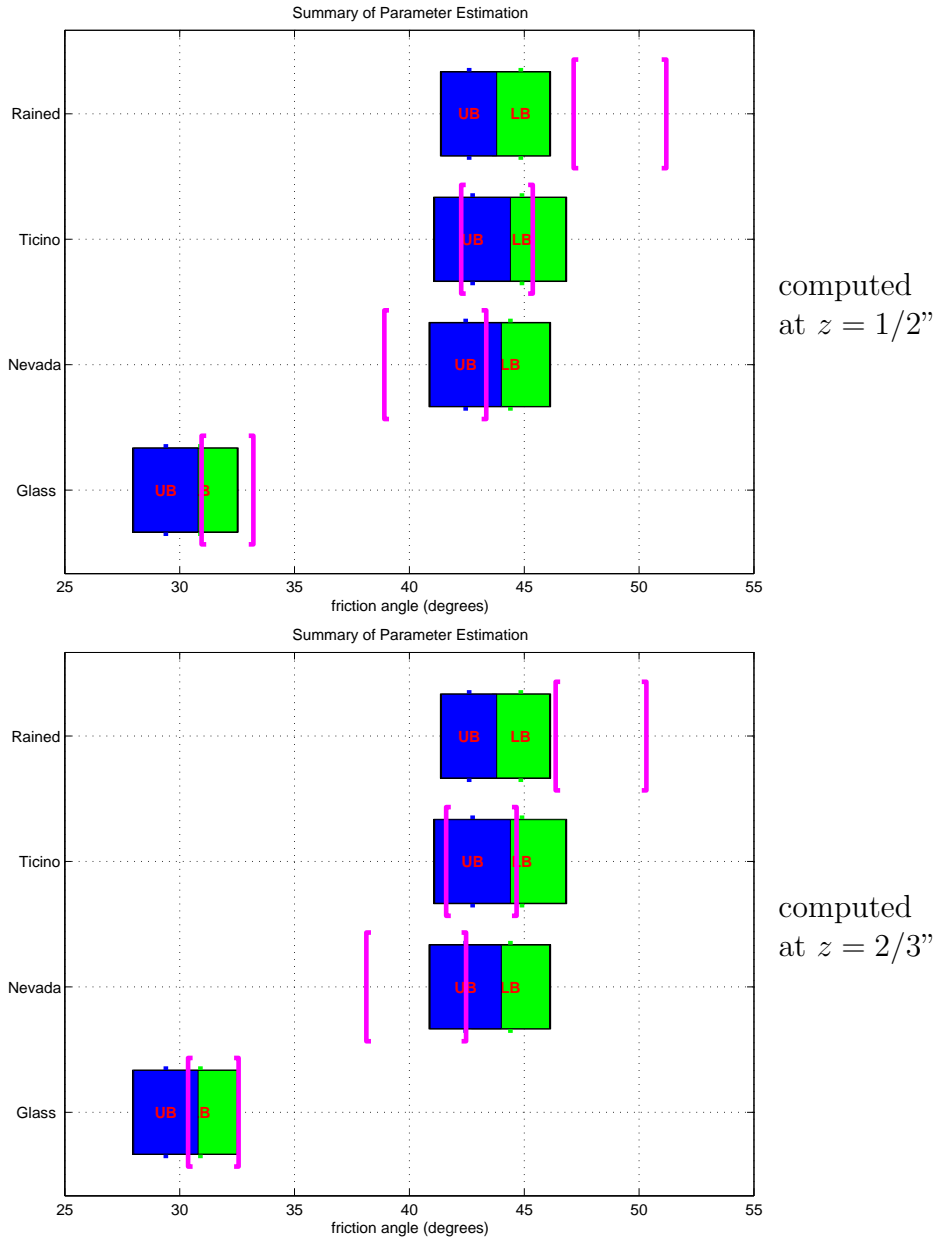 Summary of Parameter Estimation
Rained
UB
LB
Ticino
UB
LB
Nevada
UB
LB
Glass
UB
B
25
30
35
40
45
50
55
friction angle (degrees)
computed
at z = 1/2”
Summary of Parameter Estimation
Rained
UB
LB
Ticino
UB
LB
Nevada
UB
LB
Glass
UB
B
25
30
35
40
45
50
55
friction angle (degrees)
computed
at z = 2/3”